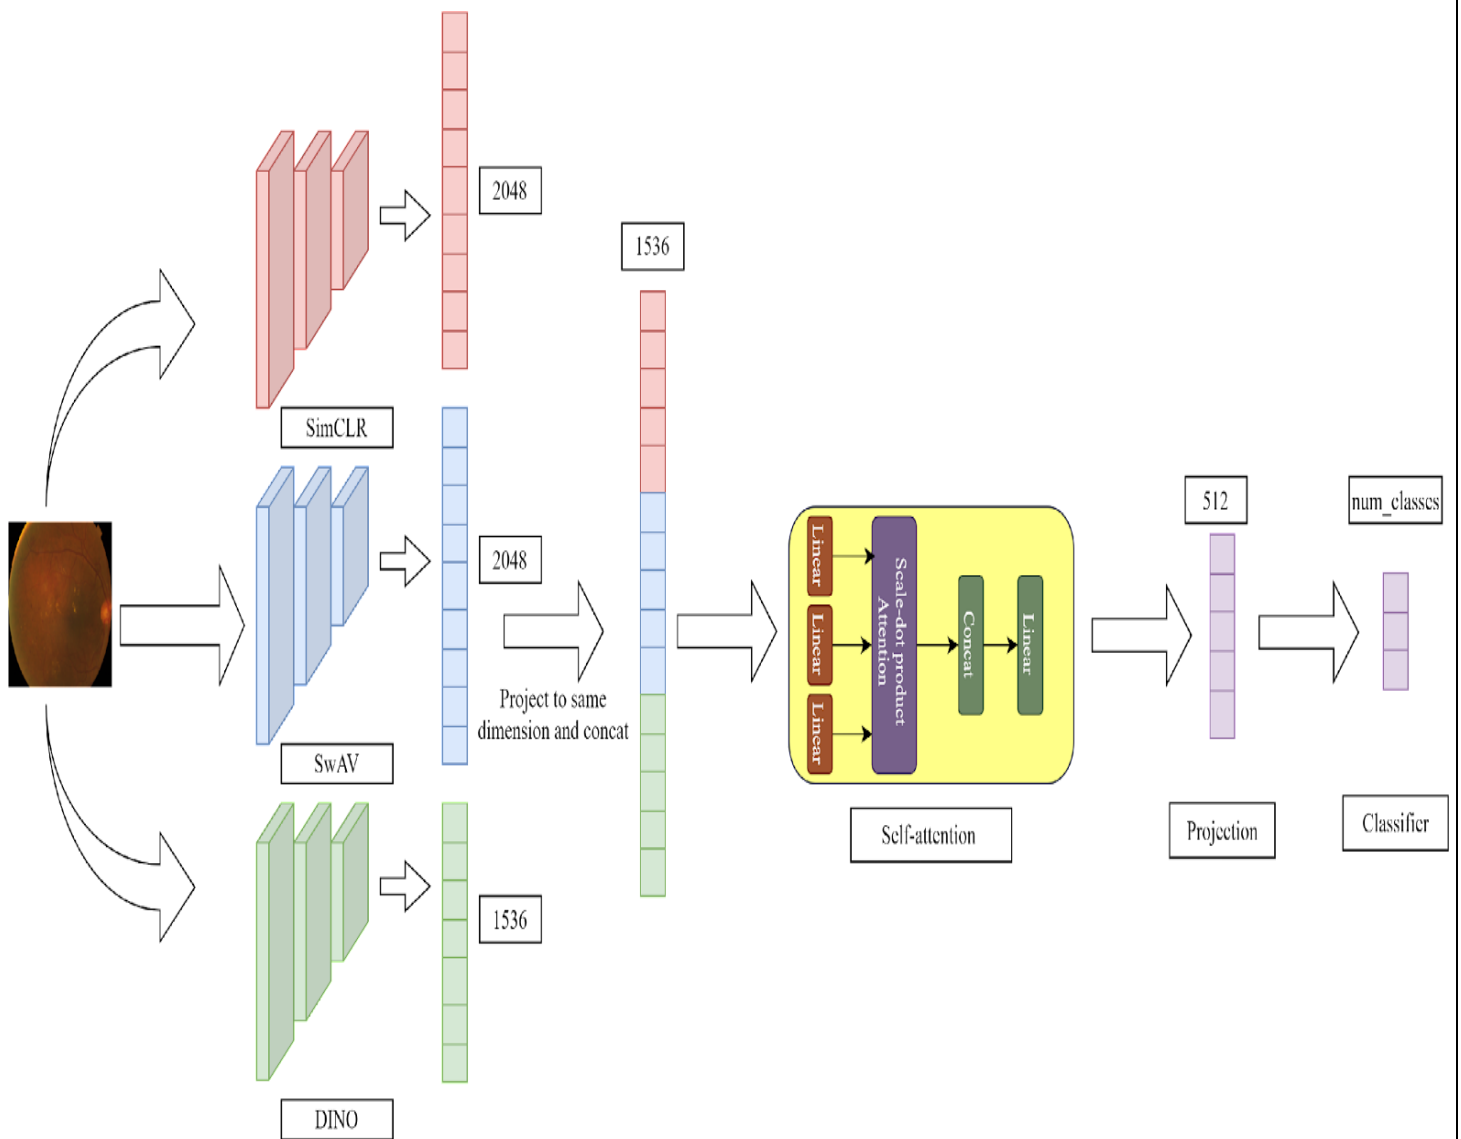 2048
SimCLR
2048
SwAV
1536
DINO
Project to same
dimension and concat
1536
Linear
Linear
Linear
Scale-dot product
Attention
Concat
Linear
Self-attention
512
Projection
num_classes
Classifier